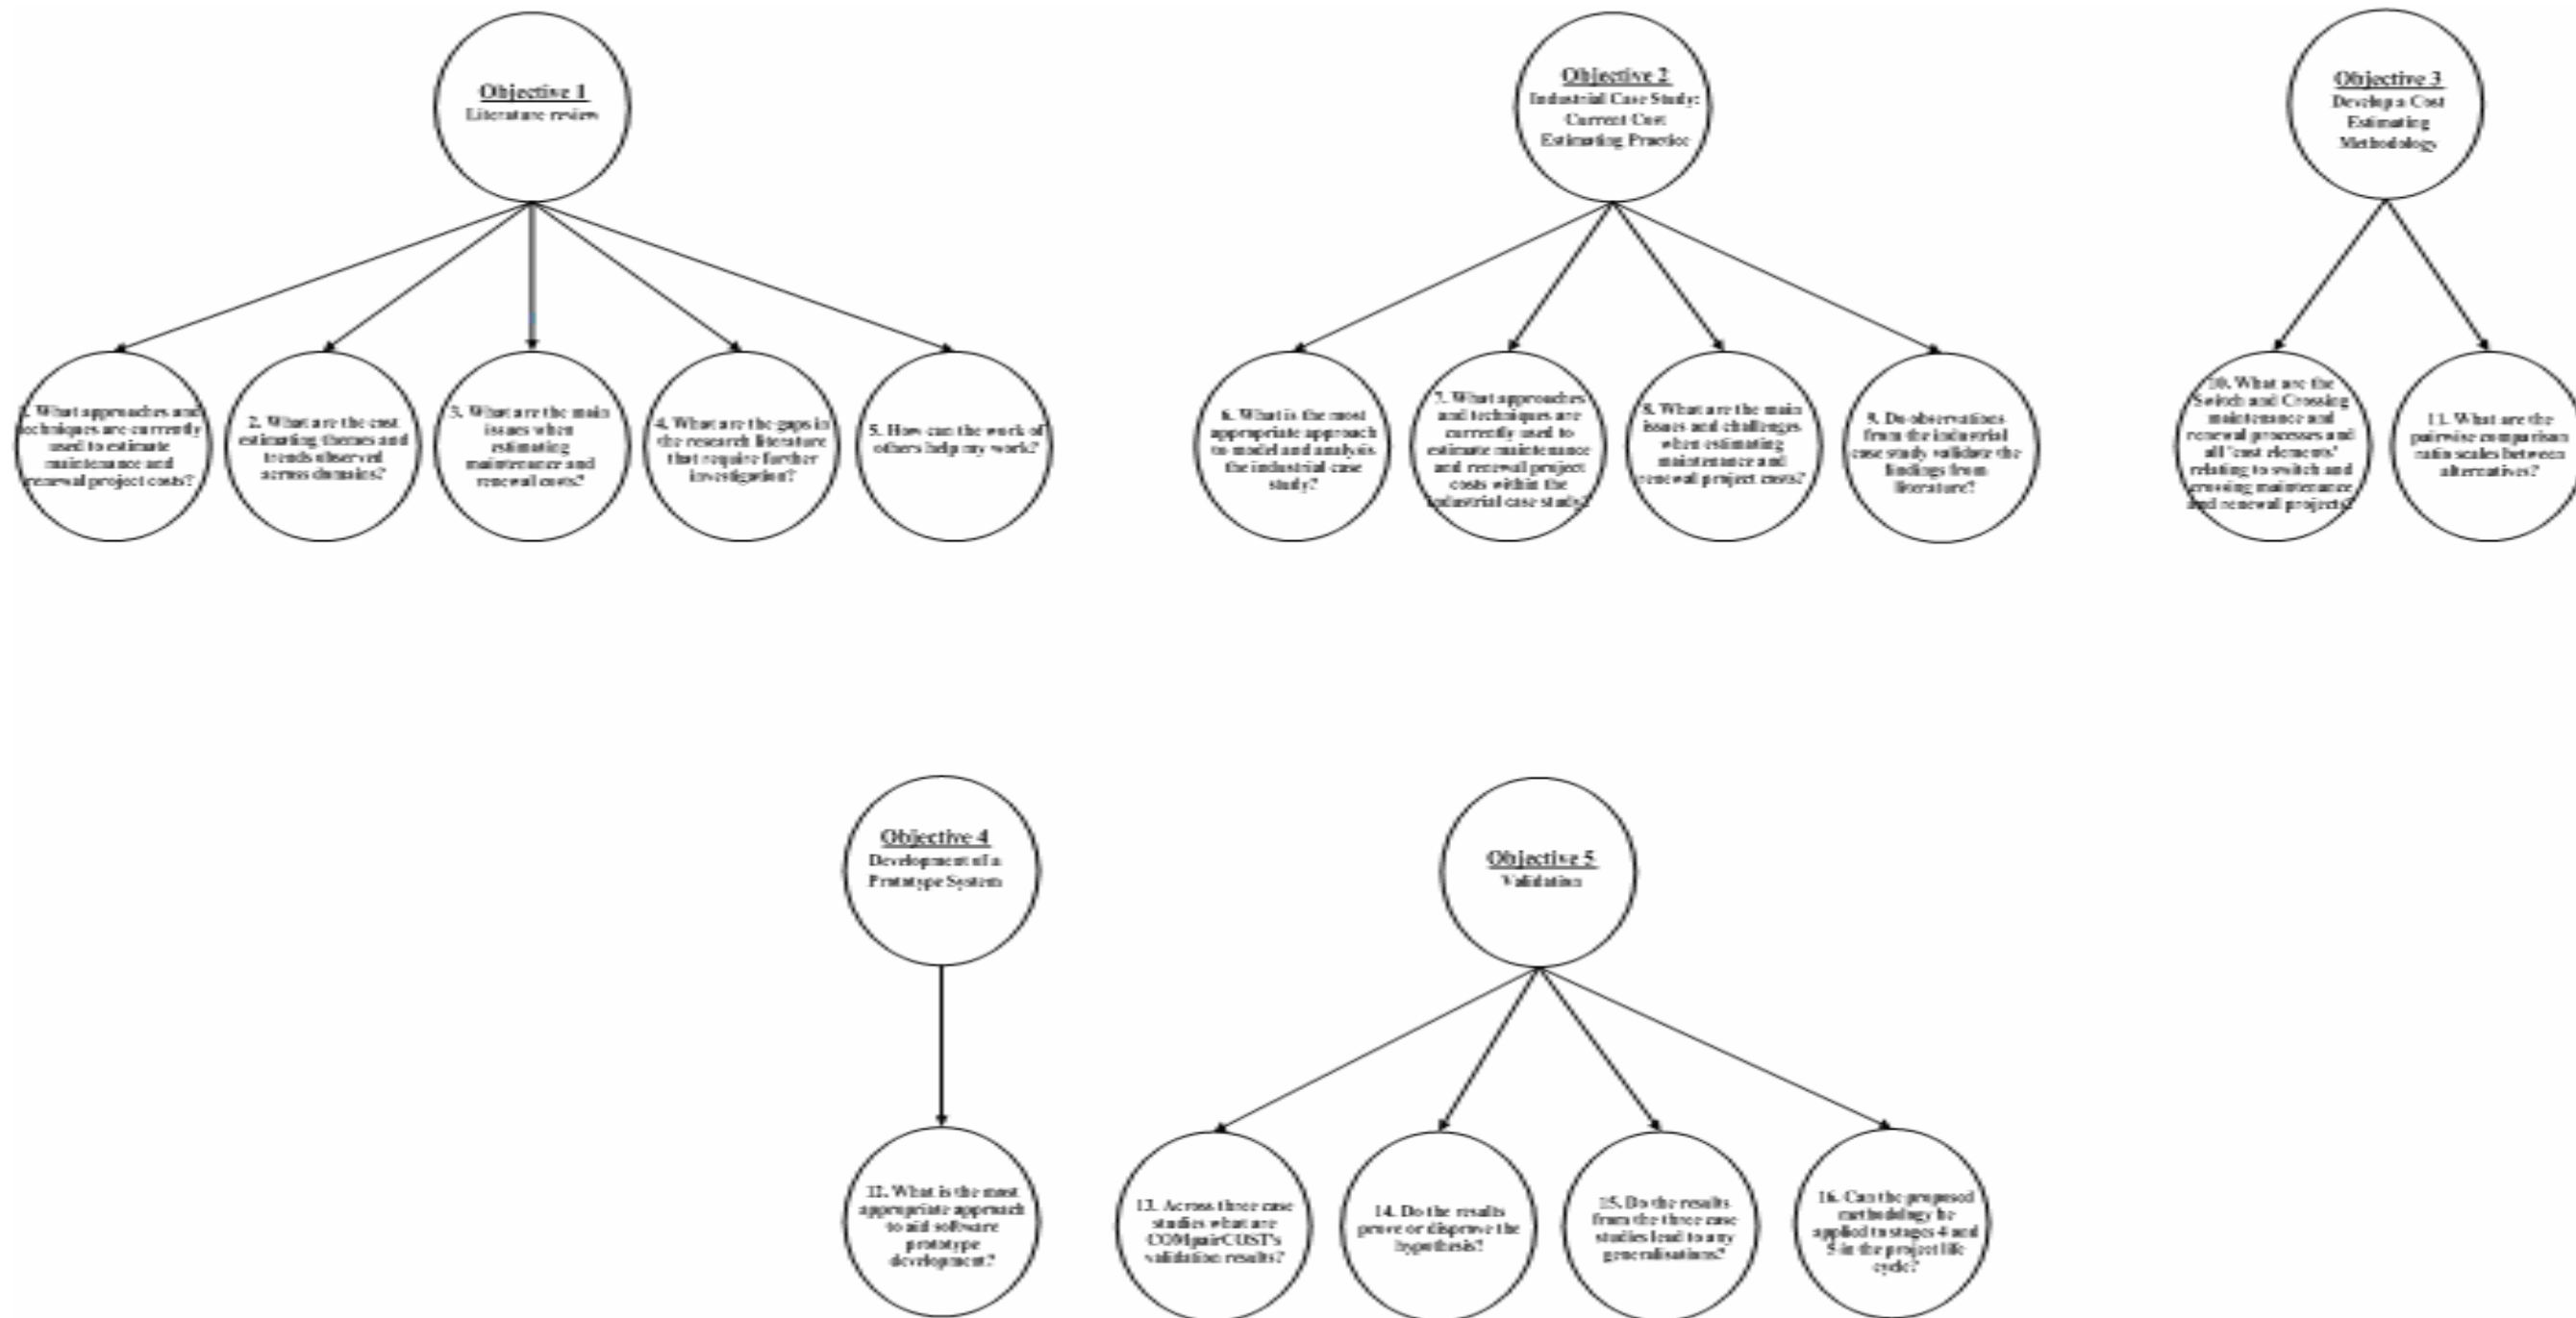 Objective 1
Literature review
1. What approaches and
techniques are currently
used to estimate
maintenance and
renewal project costs?
2. What are the cost
estimating themes and
trends observed
across domains?
3. What are the main
issues when
estimating
maintenance and
renewal costs?
4. What are the gaps in
the research literature
that require further
investigation?
5. How can the work of
others help my work?
Objective 2
Industrial Case Study:
Current Cost
Estimating Practice
6. What is the most
appropriate approach
to model and analysis
the industrial case
study?
7. What approaches
and techniques are
currently used to
estimate maintenance
and renewal project
costs within the
industrial case study?
8. What are the main
issues and challenges
when estimating
maintenance and
renewal project costs?
9. Do observations
from the industrial
case study validate the
findings from
literature?
Objective 3
Develop a Cost
Estimating
Methodology
10. What are the
Switch and Crossing
maintenance and
renewal processes and
all 'cost elements'
relating to switch and
crossing maintenance
and renewal projects?
11. What are the
pairwise comparison
ratio scales between
alternatives?
Objective 4
Development of a
Prototype System
12. What is the most
appropriate approach
to aid software
prototype
development?
Objective 5
Validation
13. Across three case
studies what are
COMpairCOST's
validation results?
14. Do the results
prove or disprove the
hypothesis?
15. Do the results
from the three case
studies lead to any
generalisations?
16. Can the proposed
methodology be
applied to stages 4 and
5 in the project life
cycle?